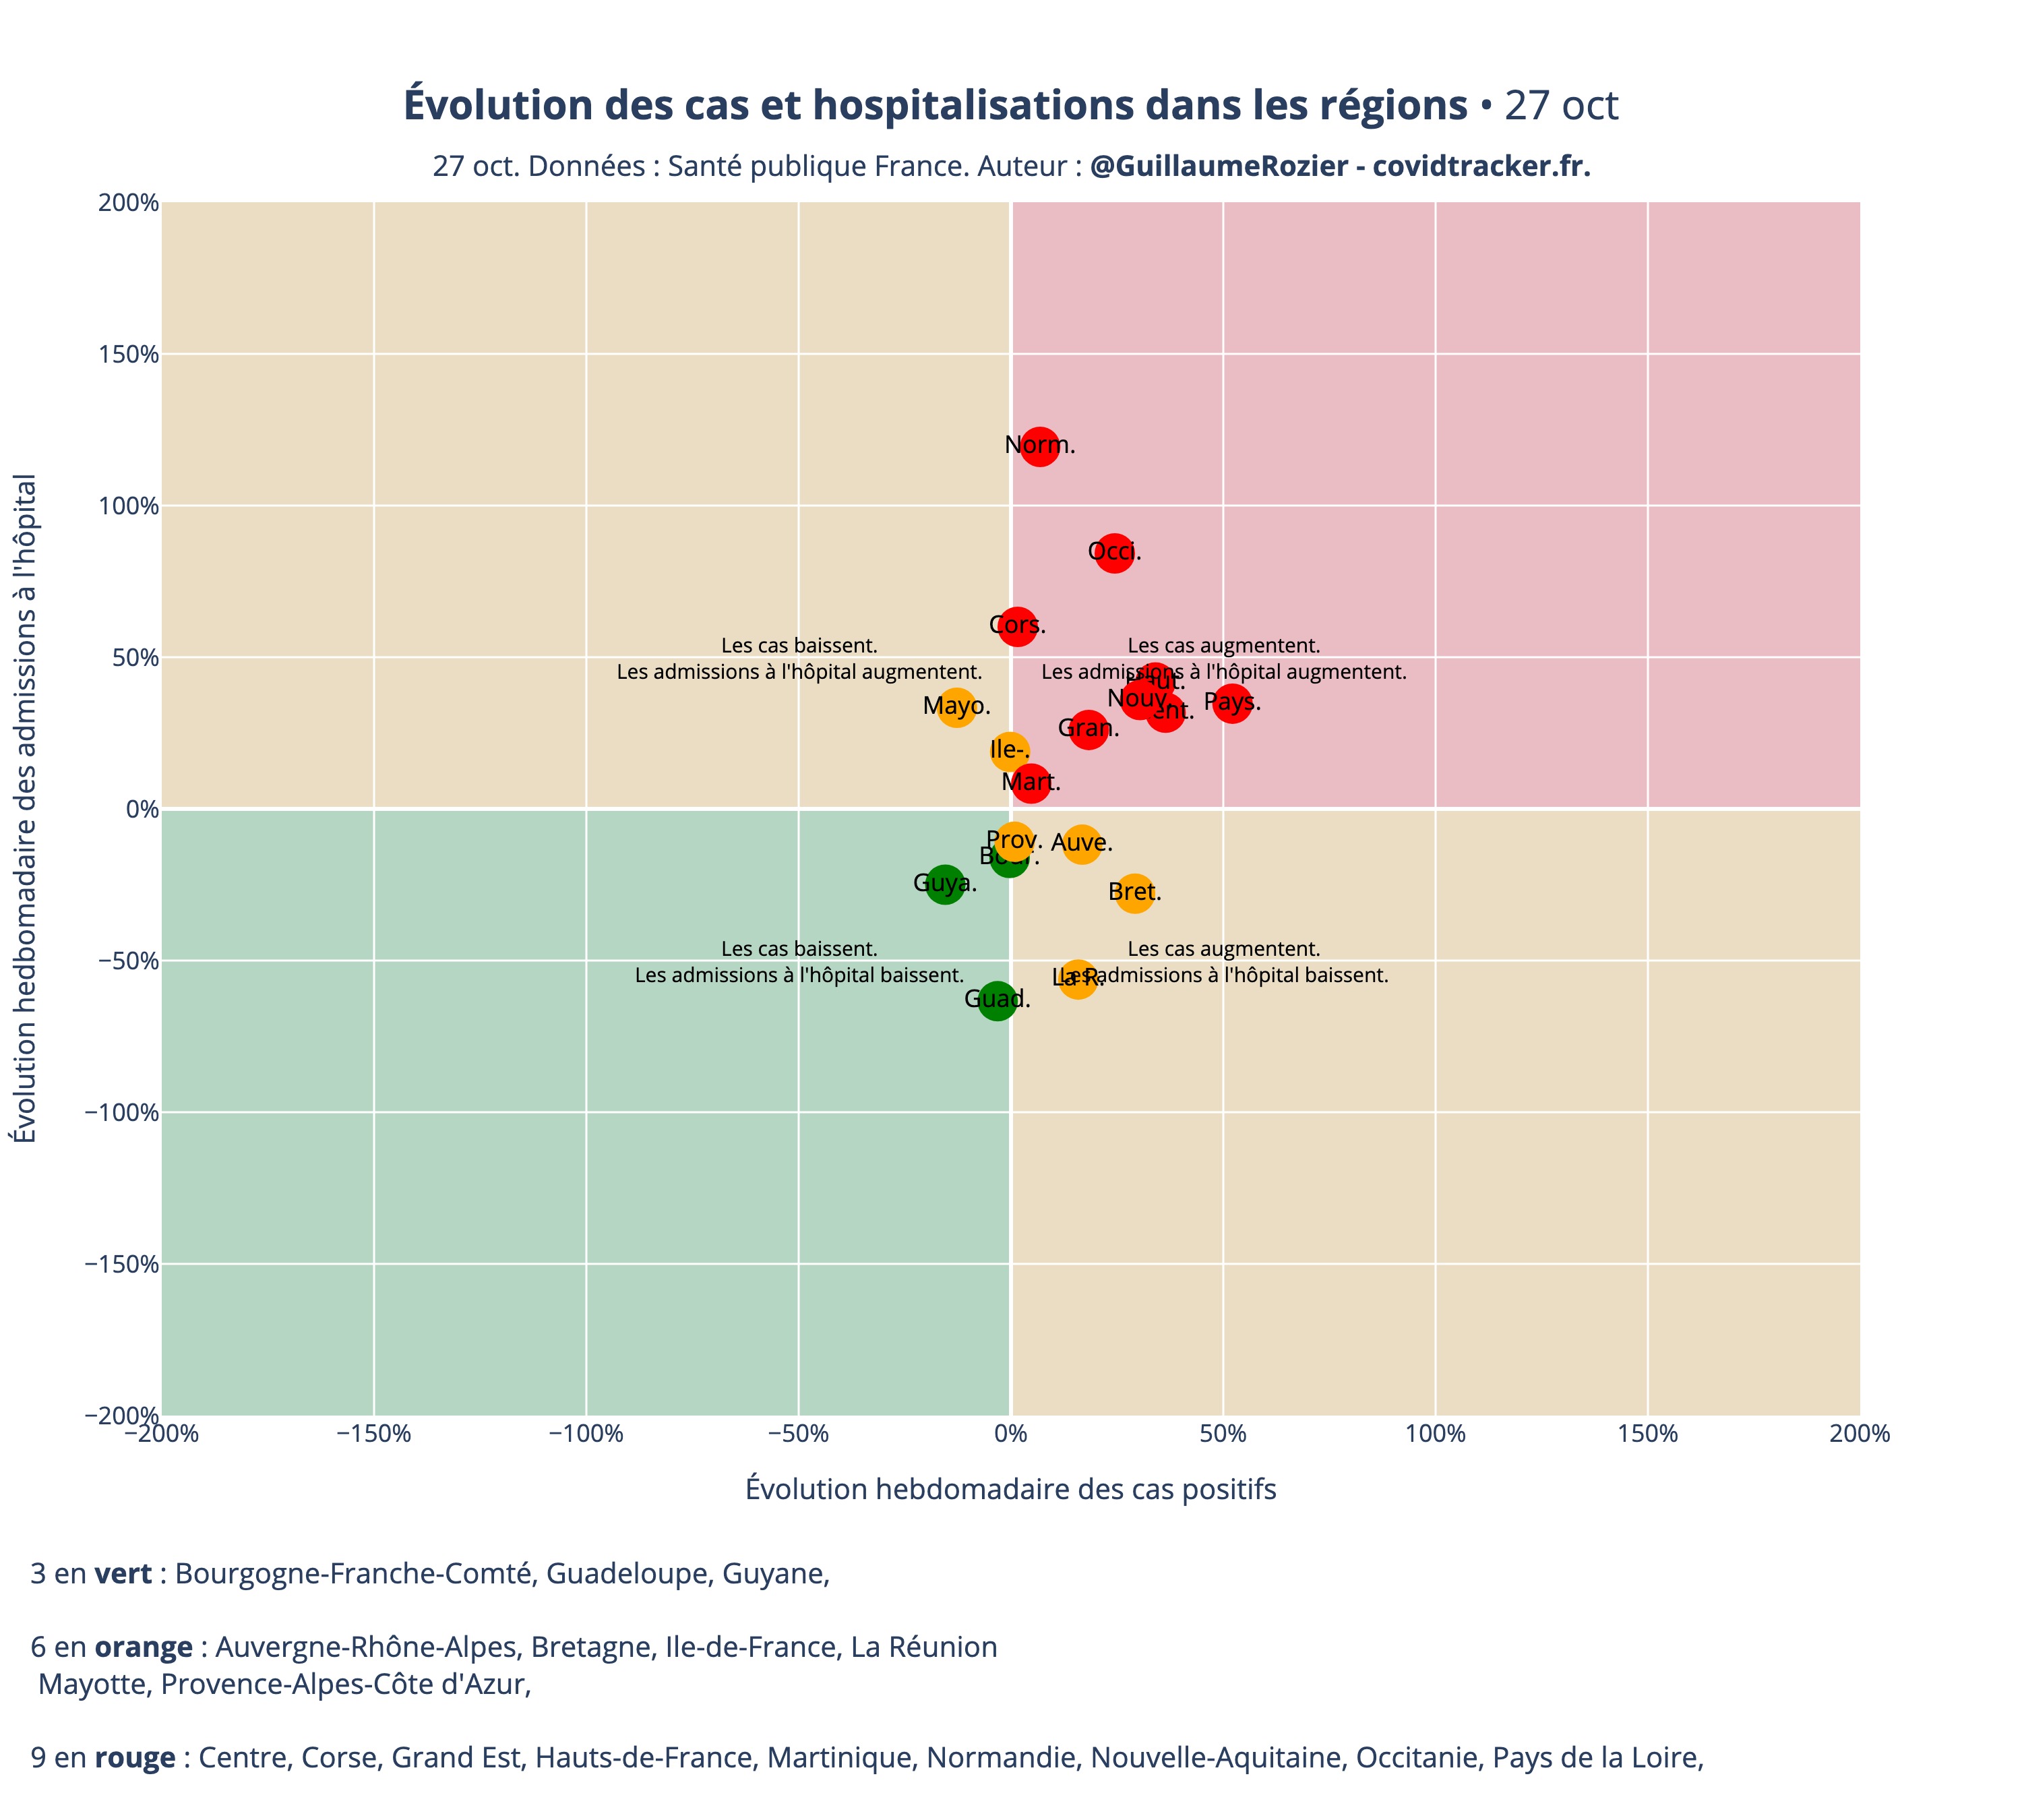 Évolution des cas et hospitalisations dans les régions • 27 oct
27 oct. Données : Santé publique France. Auteur : @GuillaumeRozier - covidtracker.fr.
Évolution hedbomadaire des admissions à l'hôpital
200%
150%
100%
50%
0%
−50%
−100%
−150%
−200%
Norm.
Occi.
Cors.
Les cas baissent.
Les admissions à l'hôpital augmentent.
Les cas augmentent.
Les admissions à l'hôpital augmentent.
Haut.
Nouv.
Pays.
Mayo.
Gran.
Ile-.
Mart.
Prov.
Auve.
Bour.
Guya.
Bret.
Les cas baissent.
Les admissions à l'hôpital baissent.
Les cas augmentent.
Les admissions à l'hôpital baissent.
La R.
Guad.
−200%
−150%
−100%
−50%
0%
50%
100%
150%
200%
Évolution hebdomadaire des cas positifs
3 en vert : Bourgogne-Franche-Comté, Guadeloupe, Guyane,
6 en orange : Auvergne-Rhône-Alpes, Bretagne, Ile-de-France, La Réunion
Mayotte, Provence-Alpes-Côte d'Azur,
9 en rouge : Centre, Corse, Grand Est, Hauts-de-France, Martinique, Normandie, Nouvelle-Aquitaine, Occitanie, Pays de la Loire,